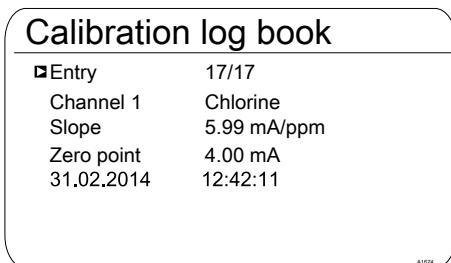 Calibration log book
Entry 17/17
Channel 1 Chlorine
Slope 5.99 mA/ppm
Zero point 4.00 mA
31.02.2014 12:42:11
A1674